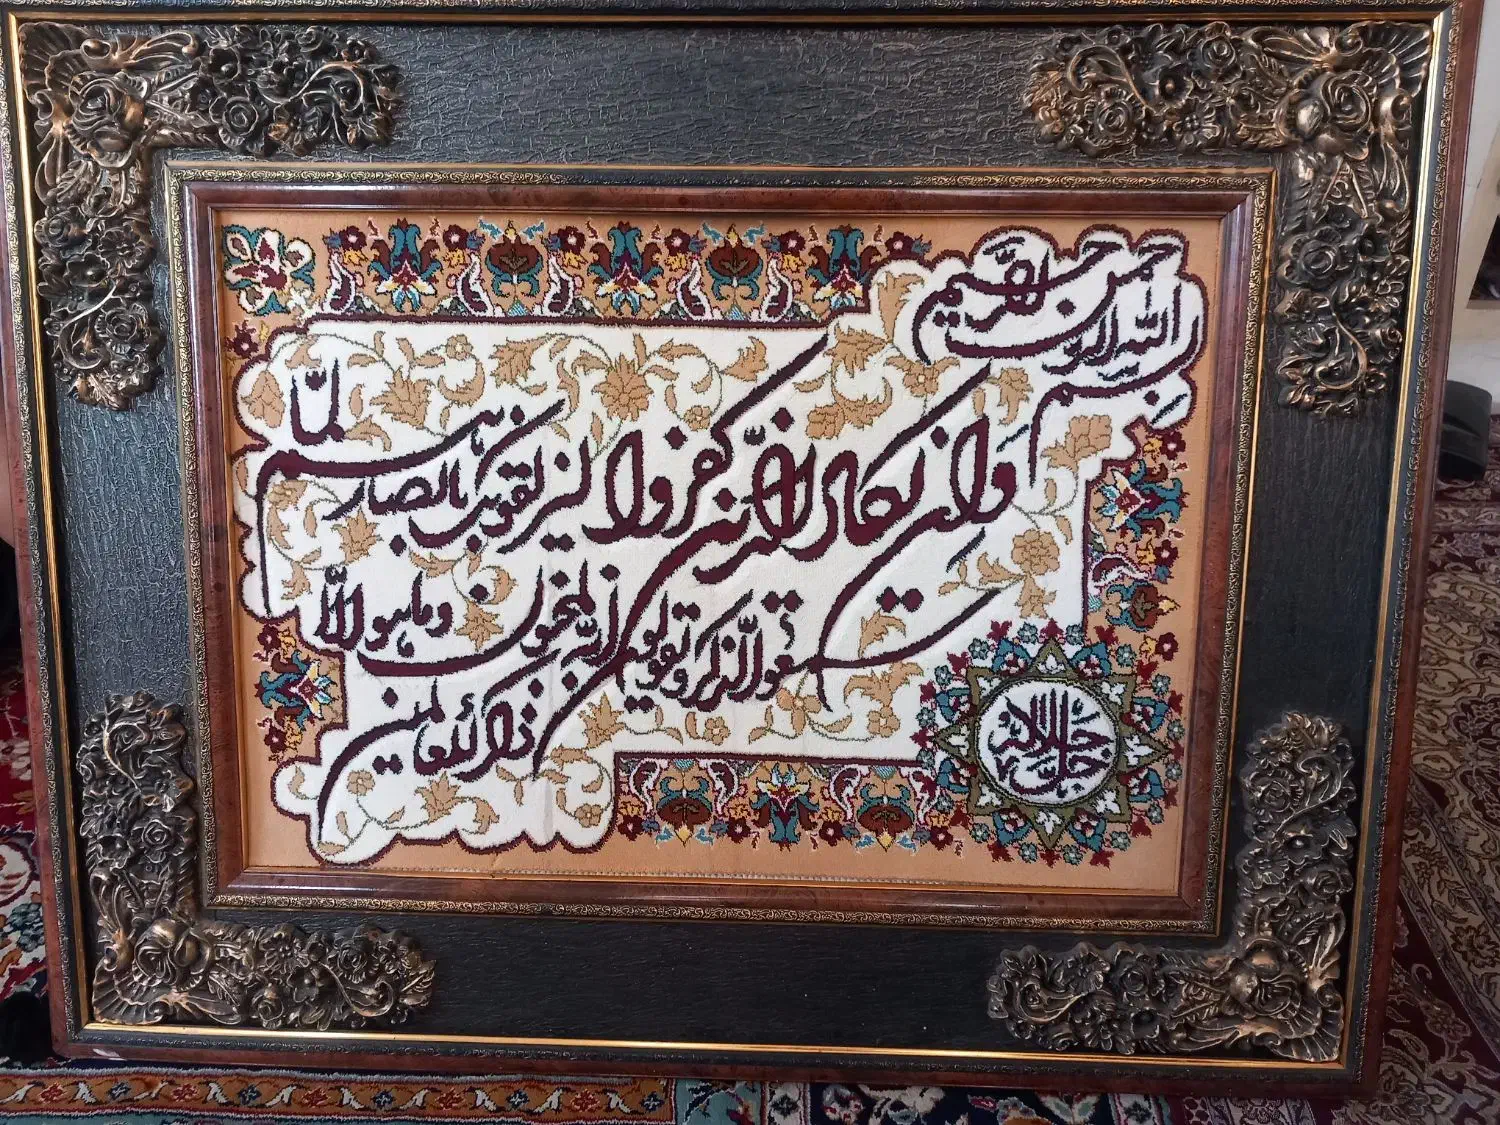 بسم الله الرحمن الرحیم
وان یکاد الذین کفروا لیزلقونک بابصارهم لما
سمعوا الذکر و یقولون انه لمجنون وما هو الا
ذکر للعالمین
جل جلاله